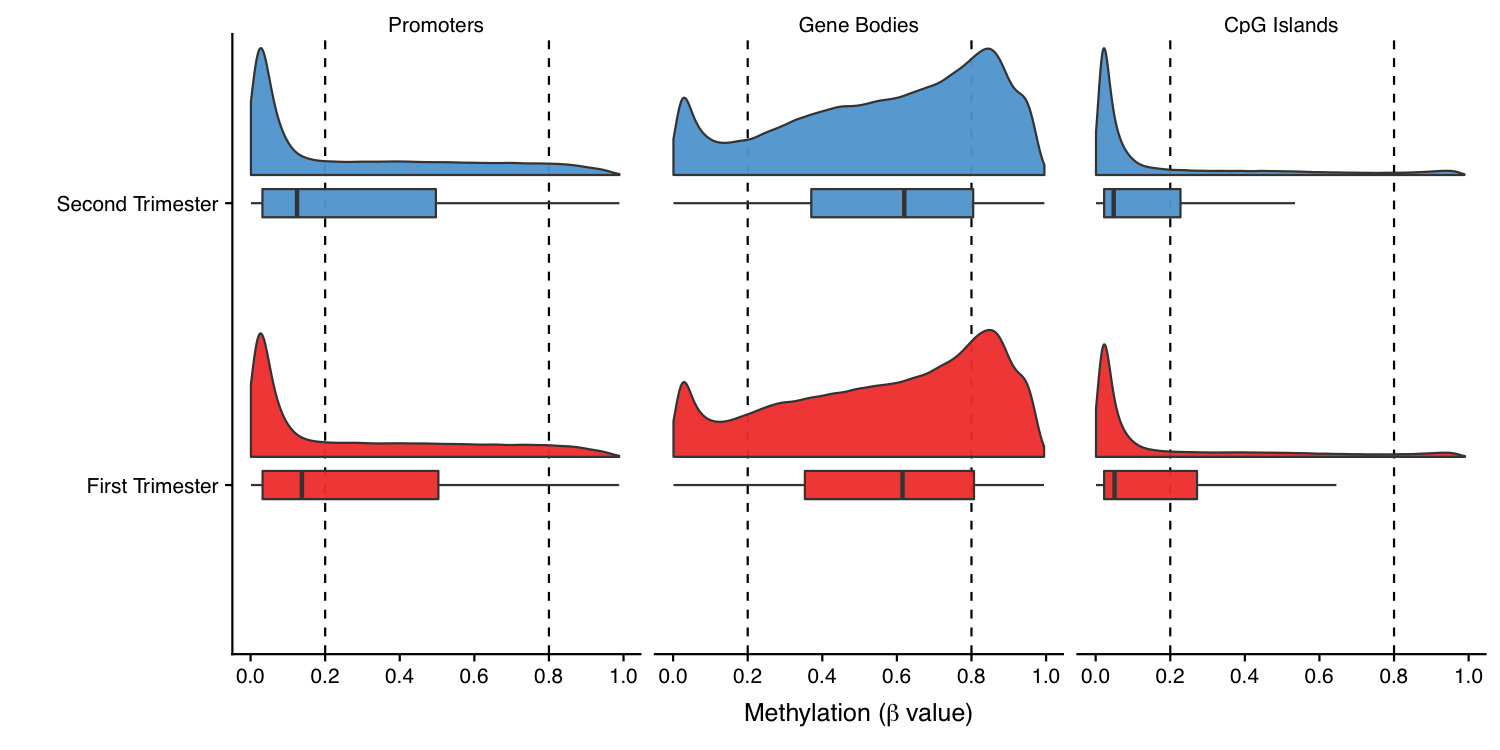 Promoters Gene Bodies CpG Islands
Second Trimester
First Trimester
0.0 0.2 0.4 0.6 0.8 1.0 0.0 0.2 0.4 0.6 0.8 1.0 0.0 0.2 0.4 0.6 0.8 1.0
Methylation (β value)